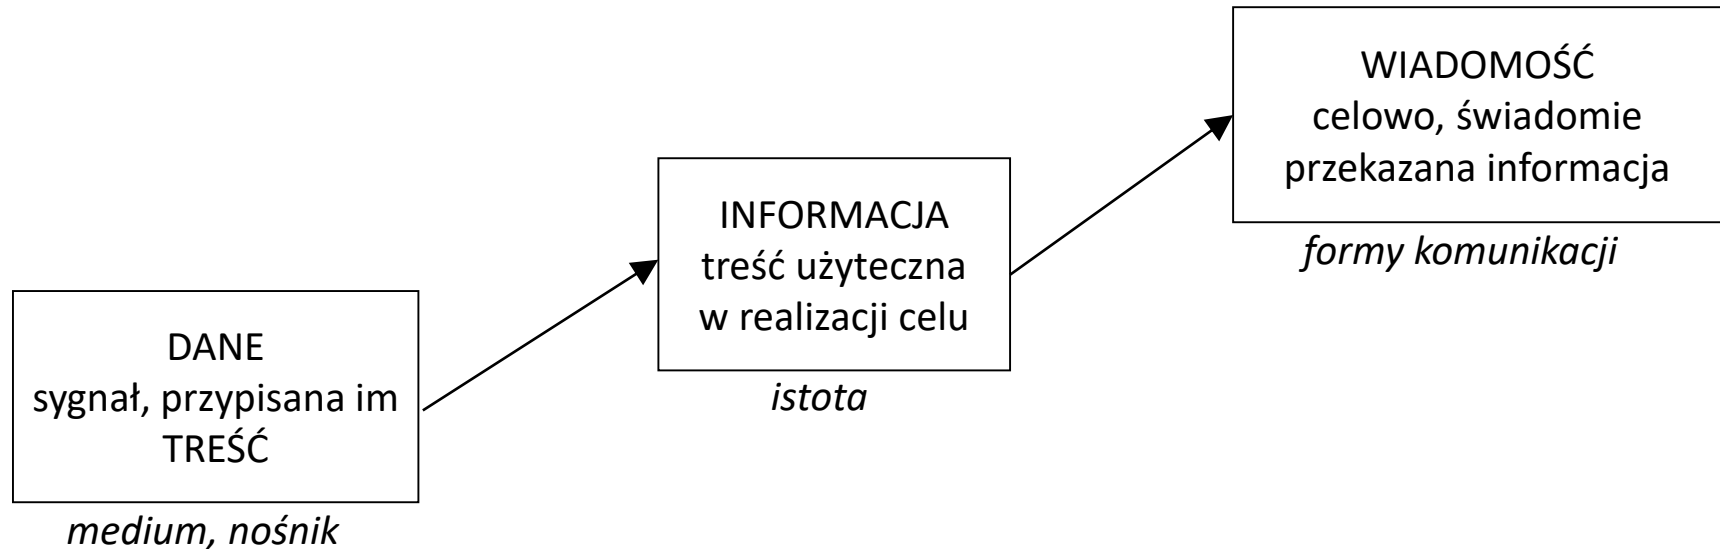 DANE
sygnał, przypisana im
TREŚĆ
medium, nośnik
INFORMACJA
treść użyteczna
w realizacji celu
istota
WIADOMOŚĆ
celowo, świadomie
przekazana informacja
formy komunikacji